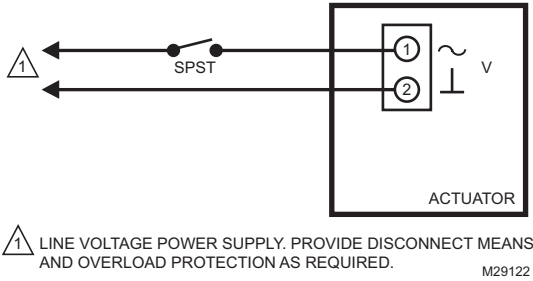 1
SPST
1
2
V
ACTUATOR
1 LINE VOLTAGE POWER SUPPLY. PROVIDE DISCONNECT MEANS
AND OVERLOAD PROTECTION AS REQUIRED.
M29122